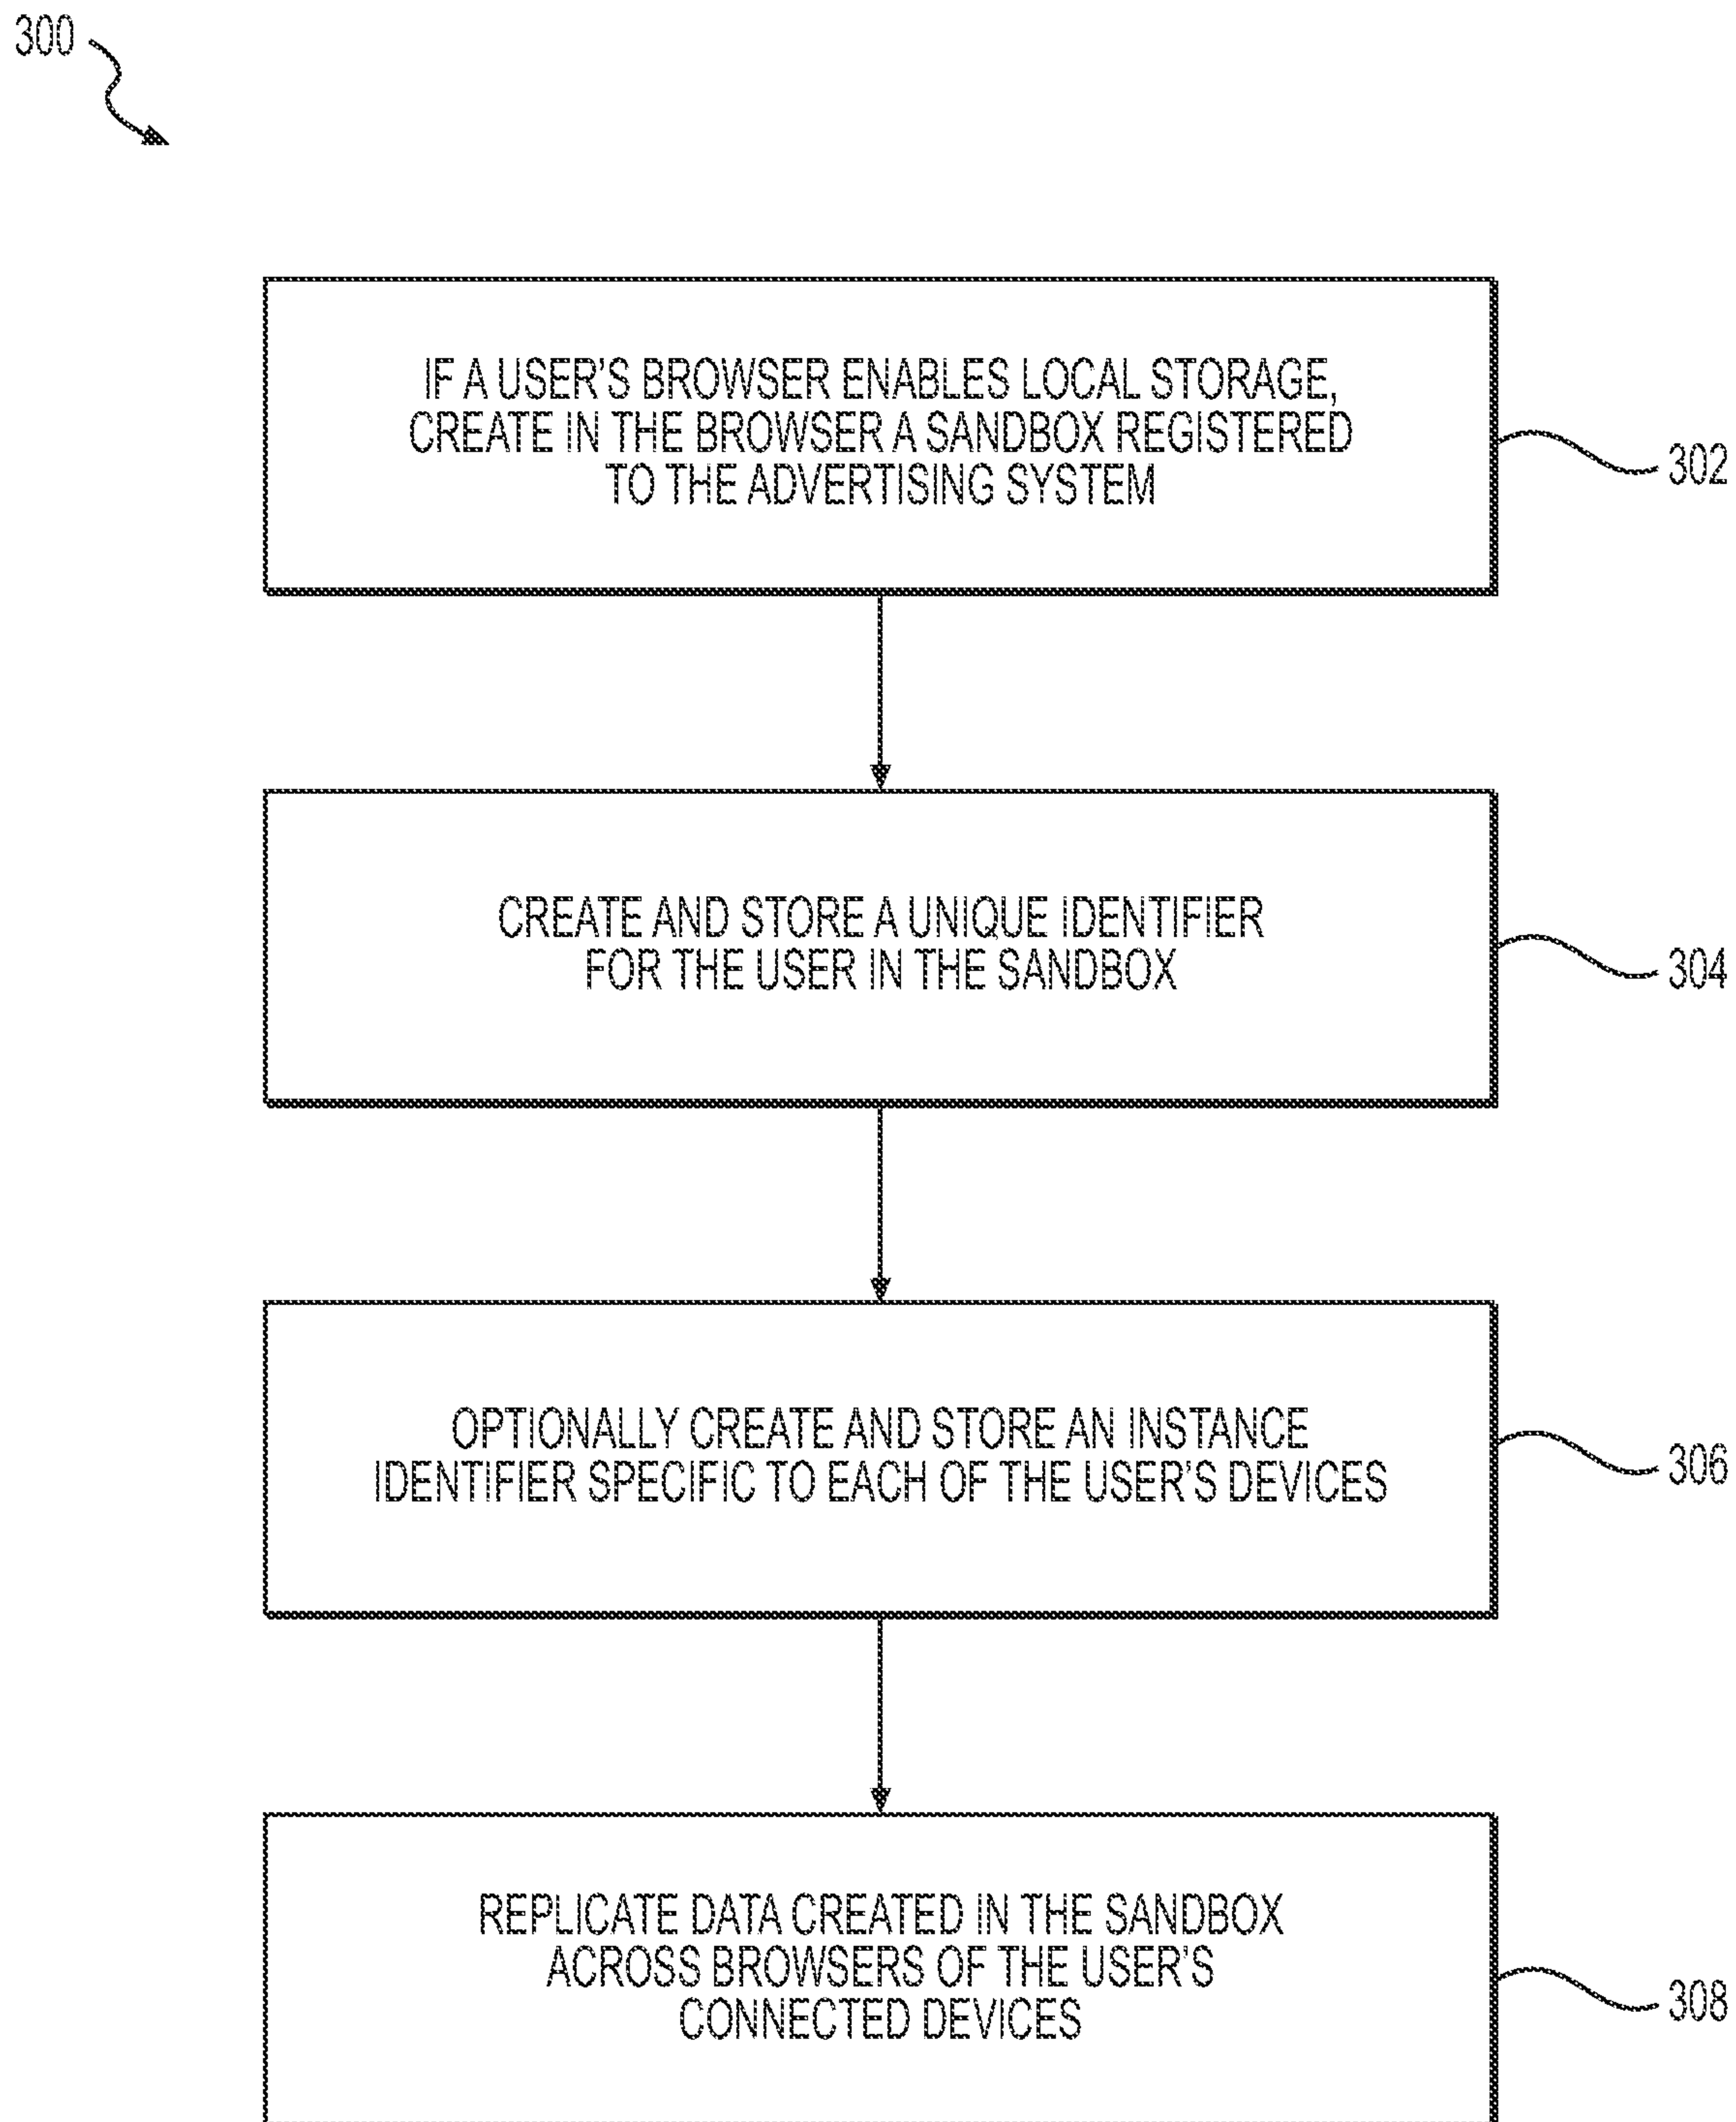 300
IF A USER'S BROWSER ENABLES LOCAL STORAGE,
CREATE IN THE BROWSER A SANDBOX REGISTERED
TO THE ADVERTISING SYSTEM
302
CREATE AND STORE A UNIQUE IDENTIFIER
FOR THE USER IN THE SANDBOX
304
OPTIONALLY CREATE AND STORE AN INSTANCE
IDENTIFIER SPECIFIC TO EACH OF THE USER'S DEVICES
306
REPLICATE DATA CREATED IN THE SANDBOX
ACROSS BROWSERS OF THE USER'S
CONNECTED DEVICES
308